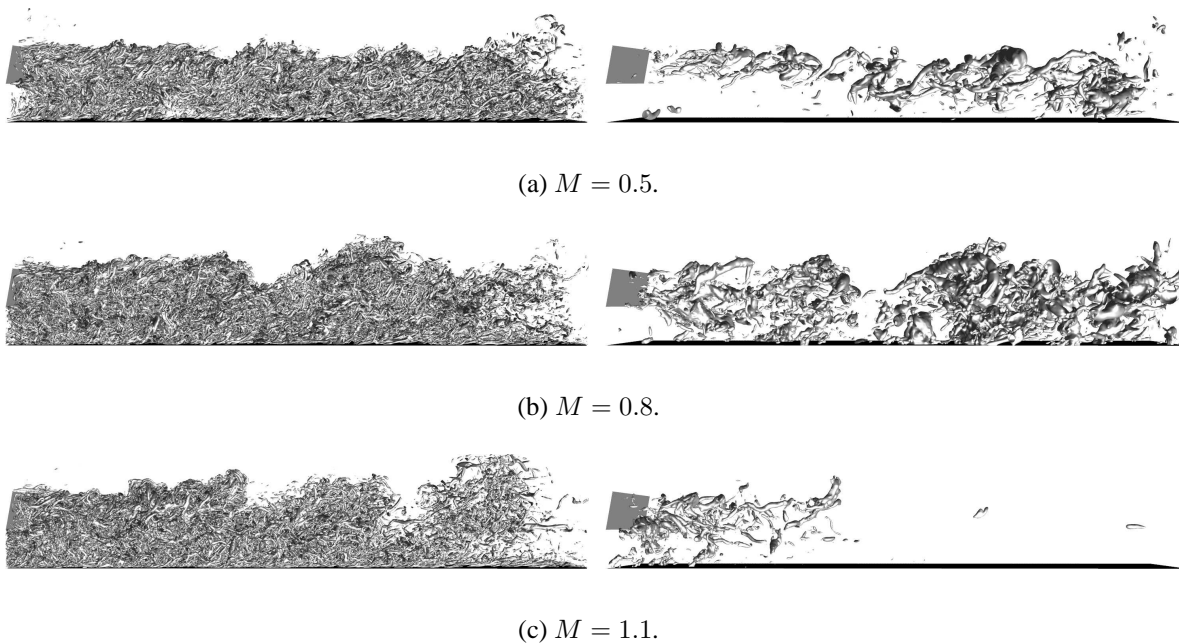 (a) M = 0.5.
(b) M = 0.8.
(c) M = 1.1.